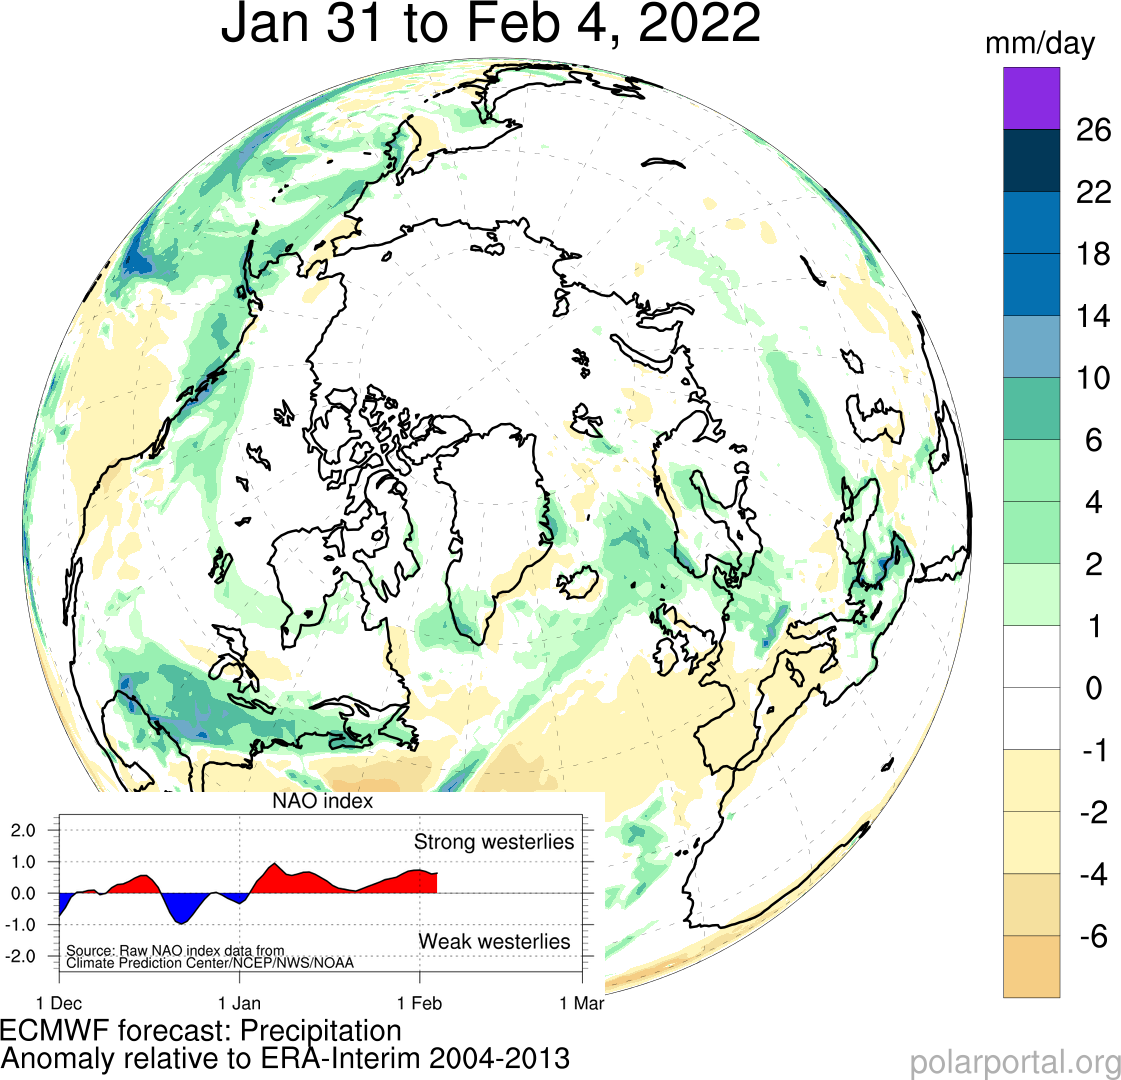 Jan 31 to Feb 4, 2022
mm/day
26
22
18
14
10
6
4
2
1
0
-1
-2
-4
-6
NAO index
2.0
1.0
0.0
-1.0
-2.0
Strong westerlies
Weak westerlies
Source: Raw NAO index data from
Climate Prediction Center/NCEP/NWS/NOAA
1 Dec
1 Jan
1 Feb
1 Mar
ECMWF forecast: Precipitation
Anomaly relative to ERA-Interim 2004-2013
polarportal.org